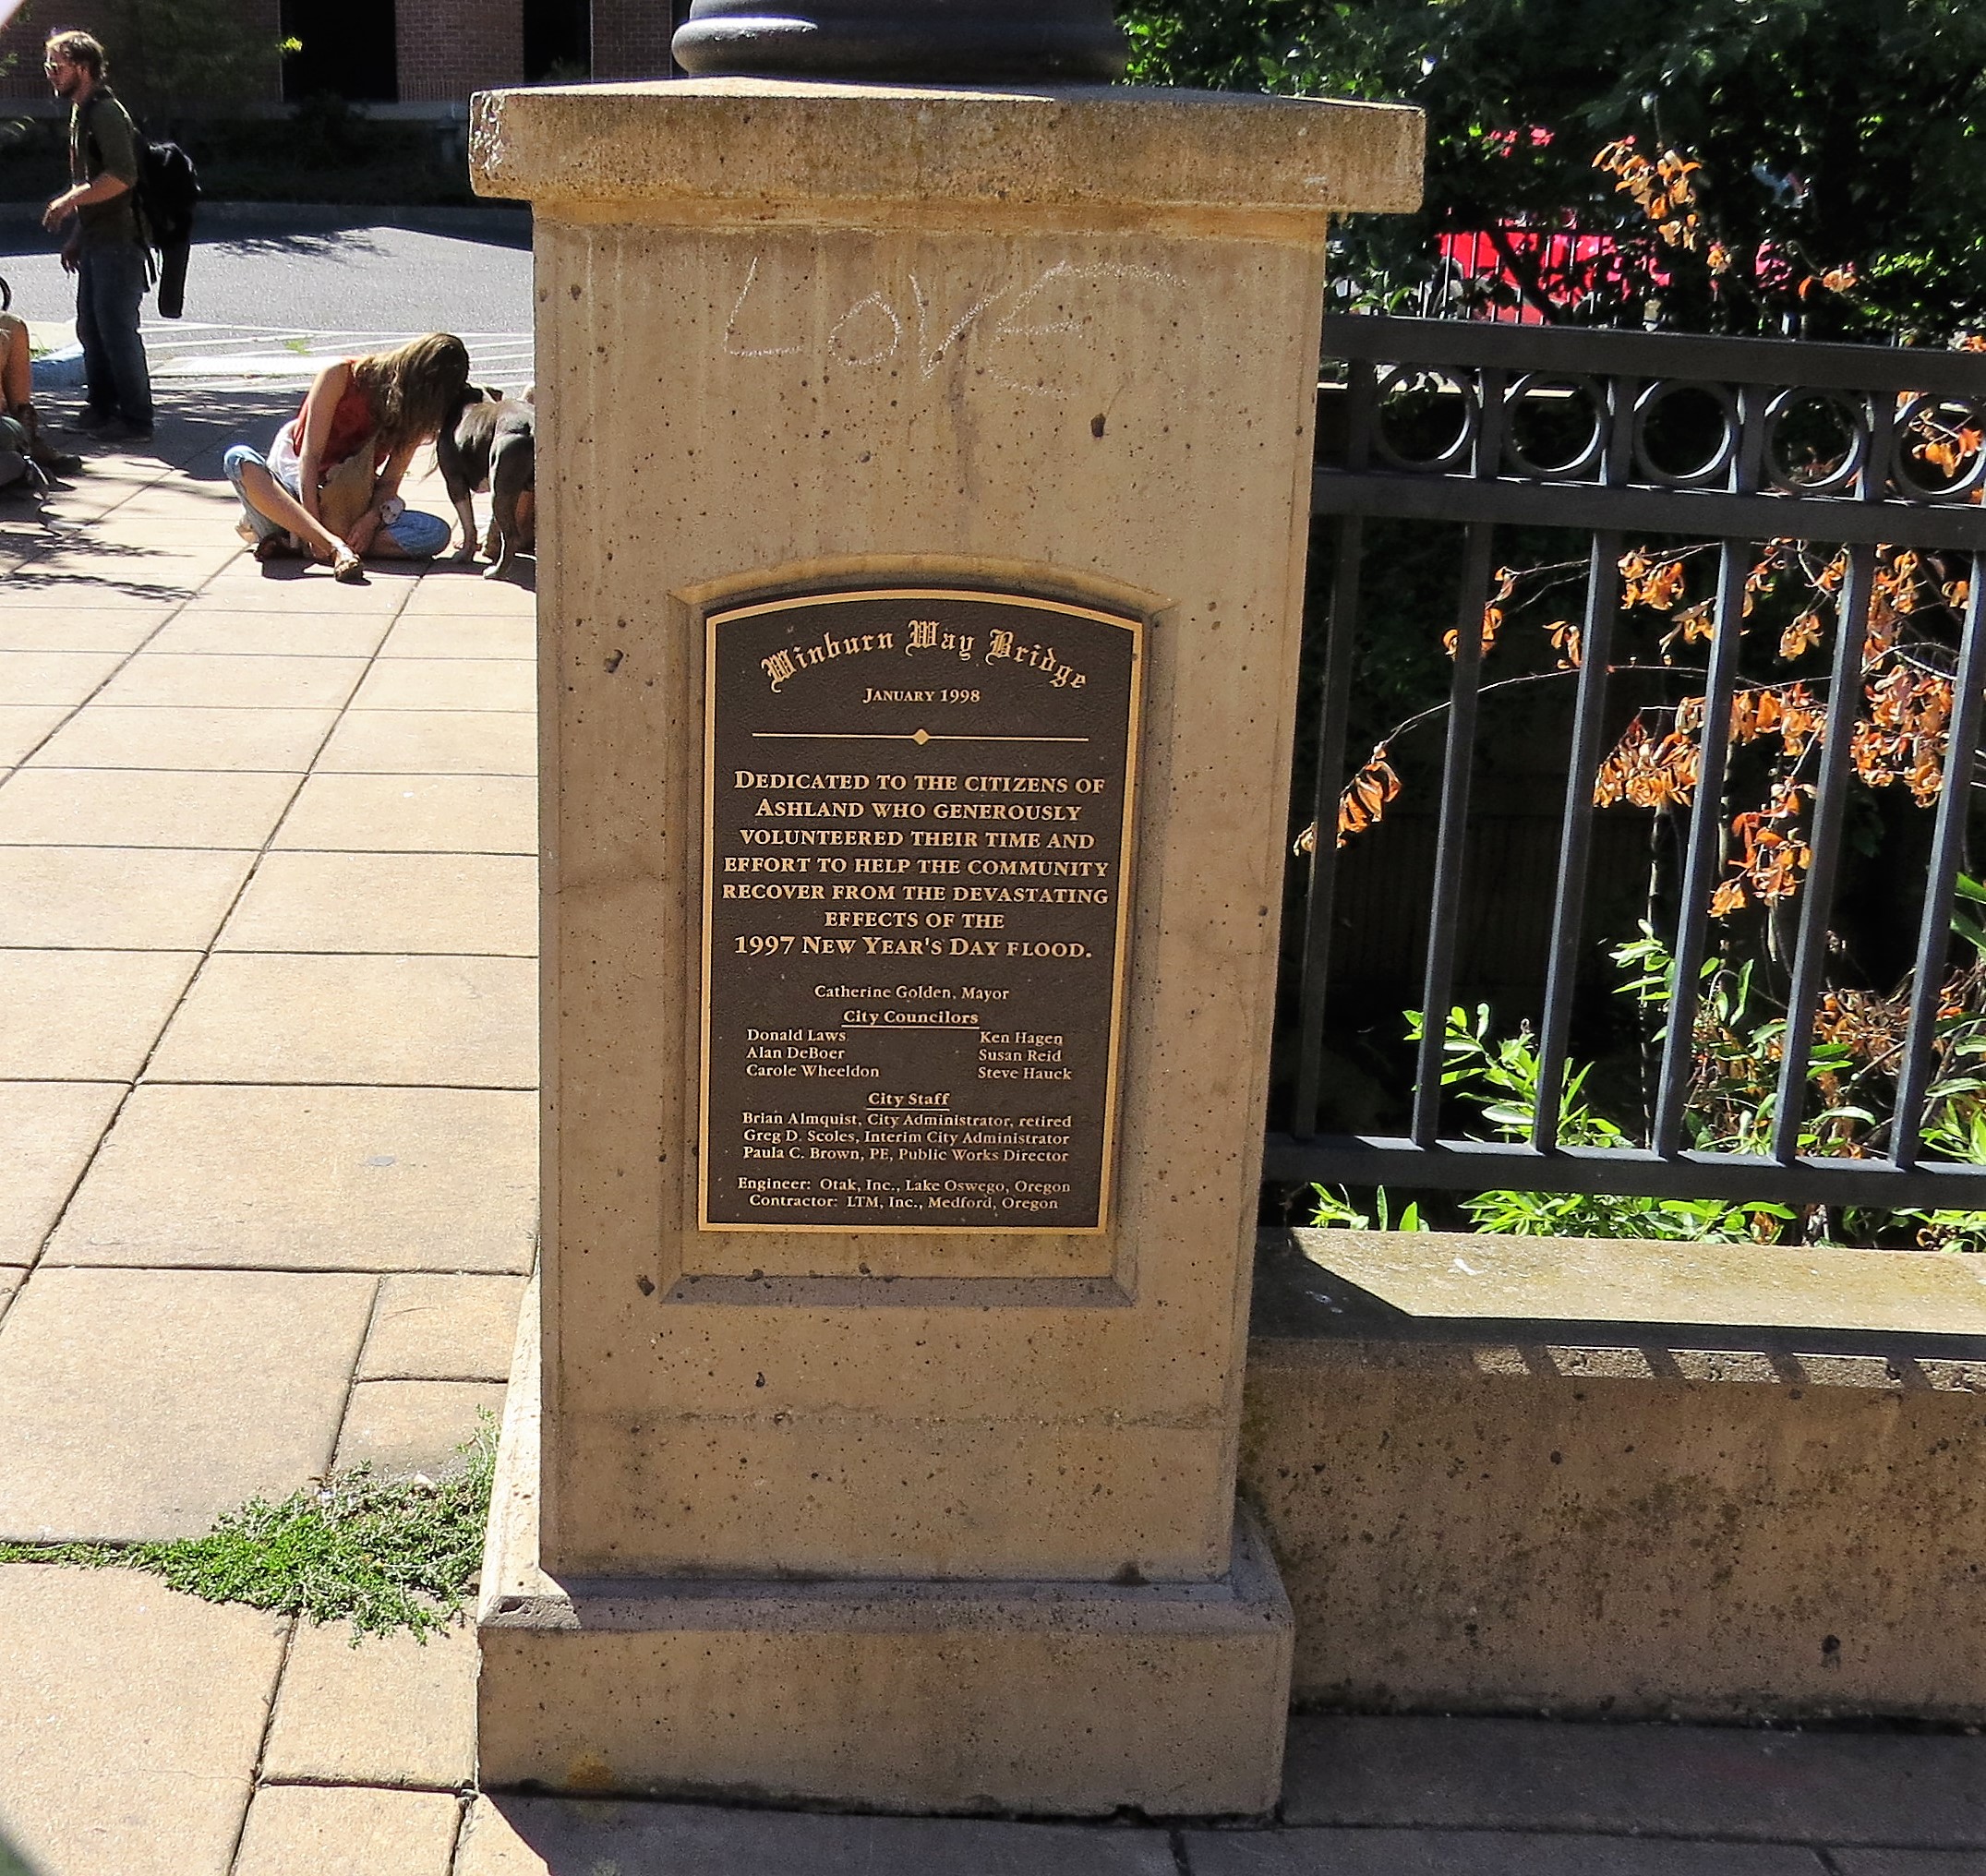 LOVE
Winburn Way Bridge
JANUARY 1998
DEDICATED TO THE CITIZENS OF
ASHLAND WHO GENEROUSLY
VOLUNTEERED THEIR TIME AND
EFFORT TO HELP THE COMMUNITY
RECOVER FROM THE DEVASTATING
EFFECTS OF THE
1997 NEW YEAR'S DAY FLOOD.
Catherine Golden, Mayor
City Councilors
Donald Laws Ken Hagen
Alan DeBoer Susan Reid
Carole Wheeldon Steve Hauck
City Staff
Brian Almquist, City Administrator, retired
Greg D. Scoles, Interim City Administrator
Paula C. Brown, PE, Public Works Director
Engineer: Otak, Inc., Lake Oswego, Oregon
Contractor: LTM, Inc., Medford, Oregon